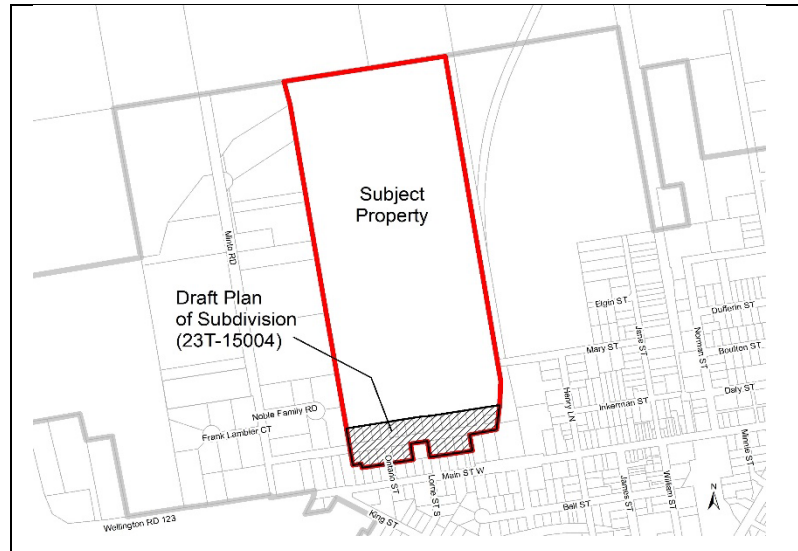 Subject
Property
Minto RD
Draft Plan
of Subdivision
(23T-15004)
Elgin ST
Dufferin ST
Jane ST
Norman ST
Mary ST
Boulton ST
Henry LN
Daly ST
Noble Family RD
Inkerman ST
Frank Lambier CT
Minnie ST
Ontario ST
Lorne ST S
Main ST W
James ST
William ST
Wellington RD 123
King ST
Ball ST
N